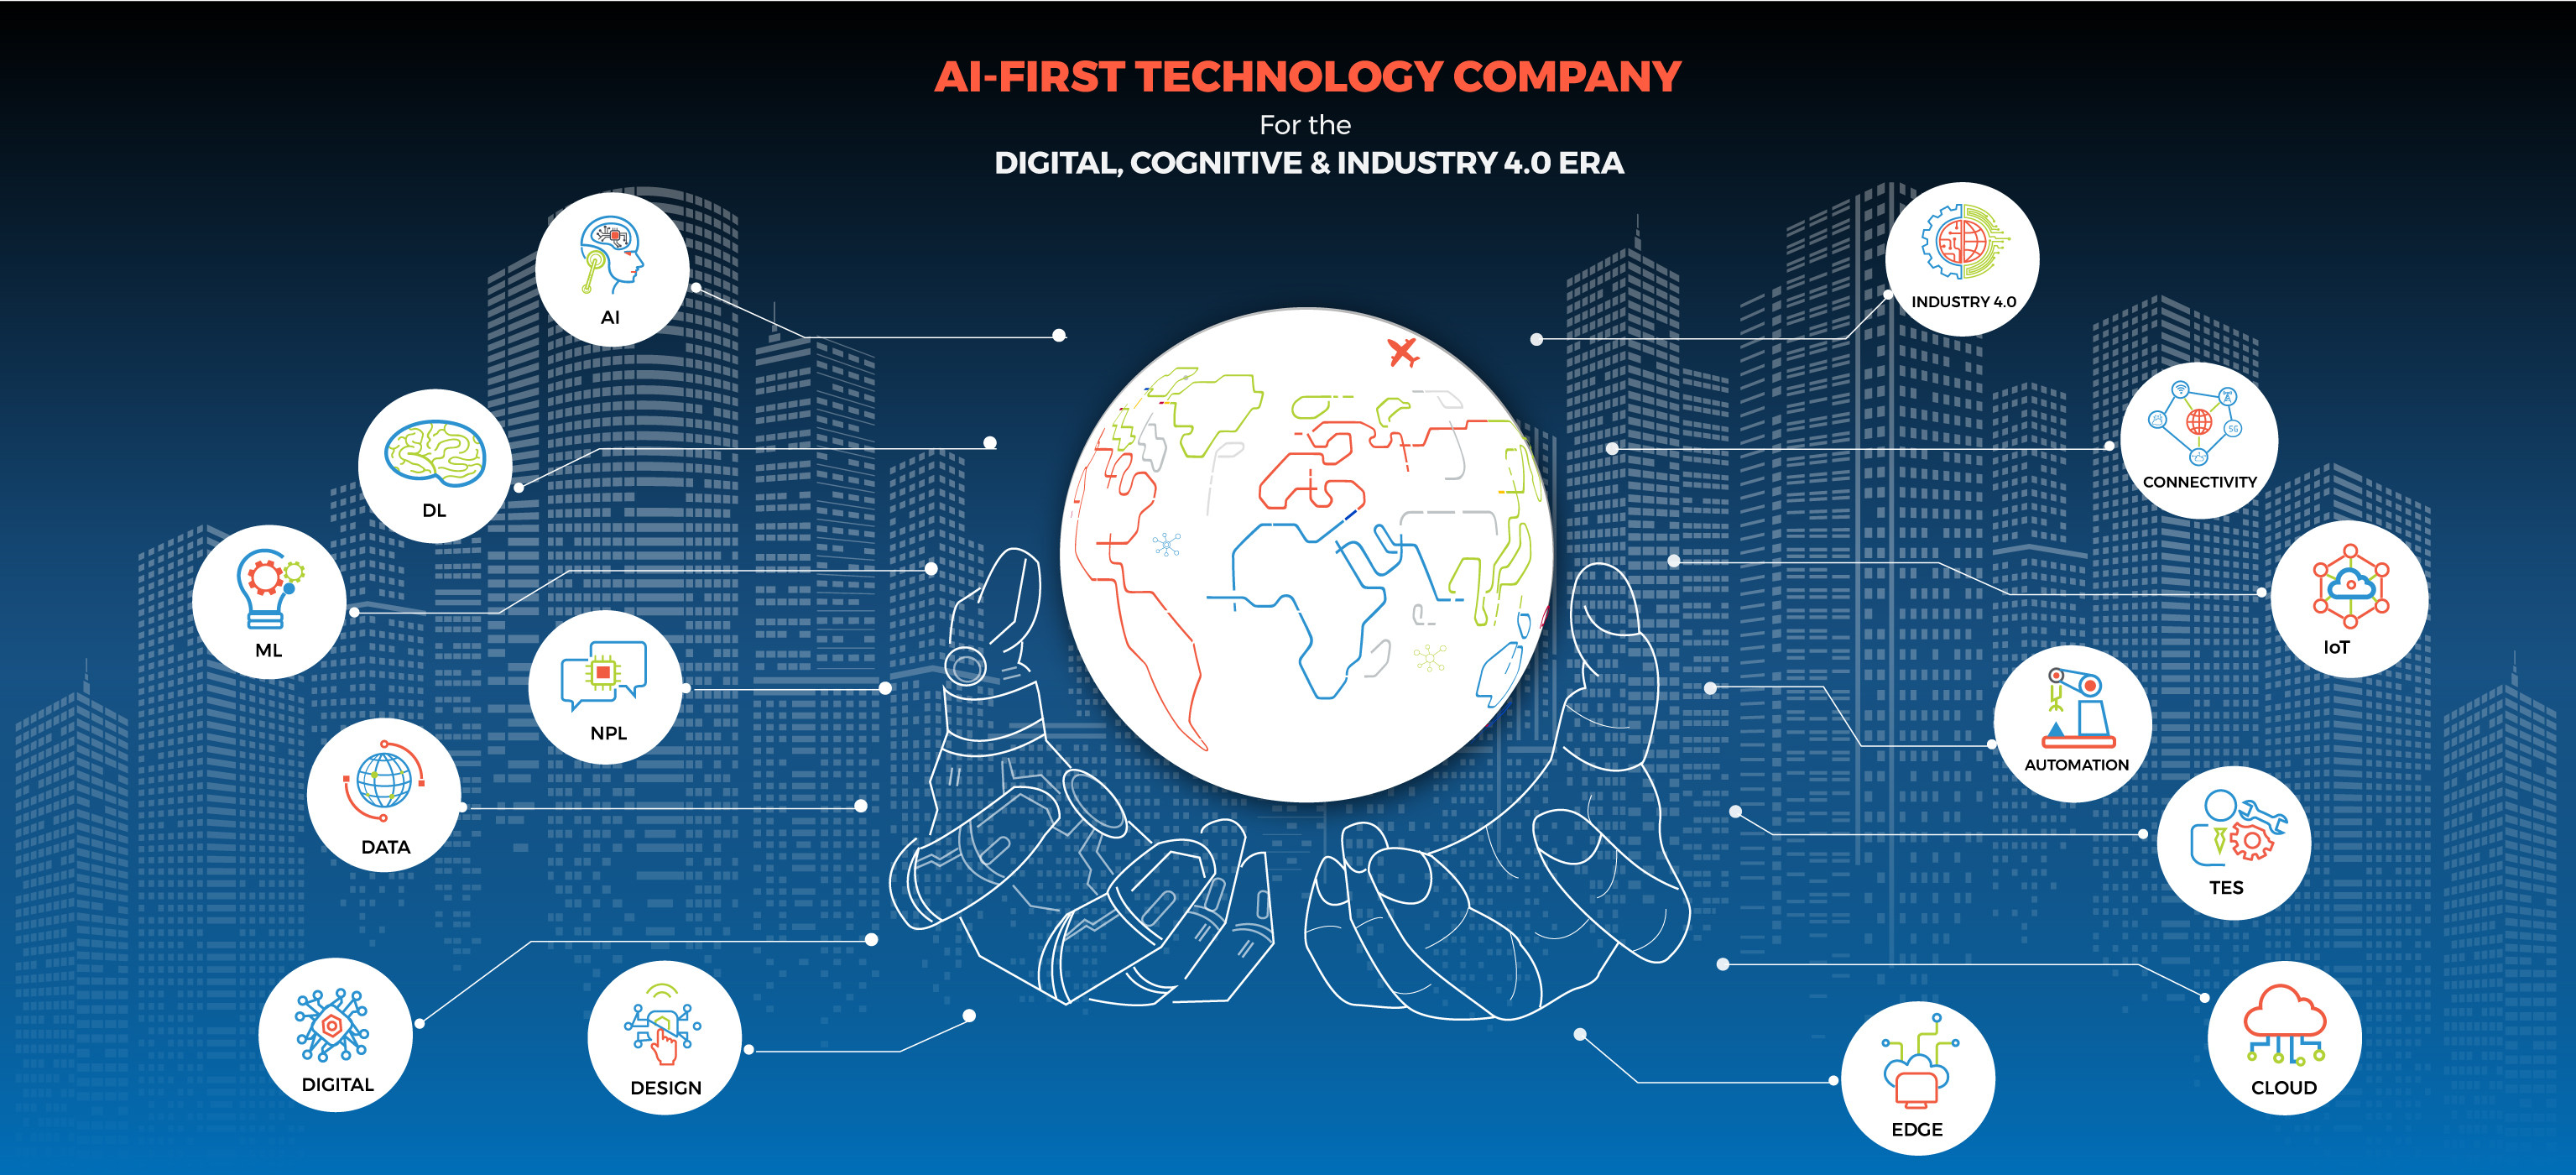 AI-FIRST TECHNOLOGY COMPANY
For the
DIGITAL, COGNITIVE & INDUSTRY 4.0 ERA
AI
DL
ML
NPL
DATA
DIGITAL
DESIGN
INDUSTRY 4.0
5G
CONNECTIVITY
IoT
AUTOMATION
TES
CLOUD
EDGE